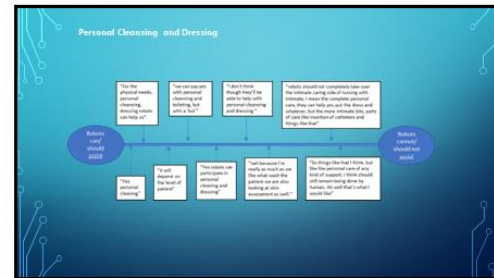 Personal Cleansing and Dressing
"For the
physical needs,
personal
cleansing,
dressing robots
can help us"
"we can say yes
with personal
cleansing and
toileting, but
with a 'but'"
"I don't think
though they'll be
able to help with
personal cleansing
and dressing"
"robots should not completely take over
the intimate caring side of nursing with
intimate, I mean the complete personal
care, they can help you put the dress and
whatever, but the more intimate bits, parts
of care like insertion of catheters and
things like that"
Robots
can/
should
assist
Robots
cannot/
should not
assist
"Yes
personal
cleaning"
"it will
depend on
the level of
patient"
"Yes robots can
participate in
personal
cleansing and
dressing"
"nah because I'm
really as much as we
like what wash the
patient we are also
looking at skin
assessment as well."
"So things like that I think, but
like like personal care of any
kind of support, I think should
still remain being done by
human. Ah well that's what I
would like"